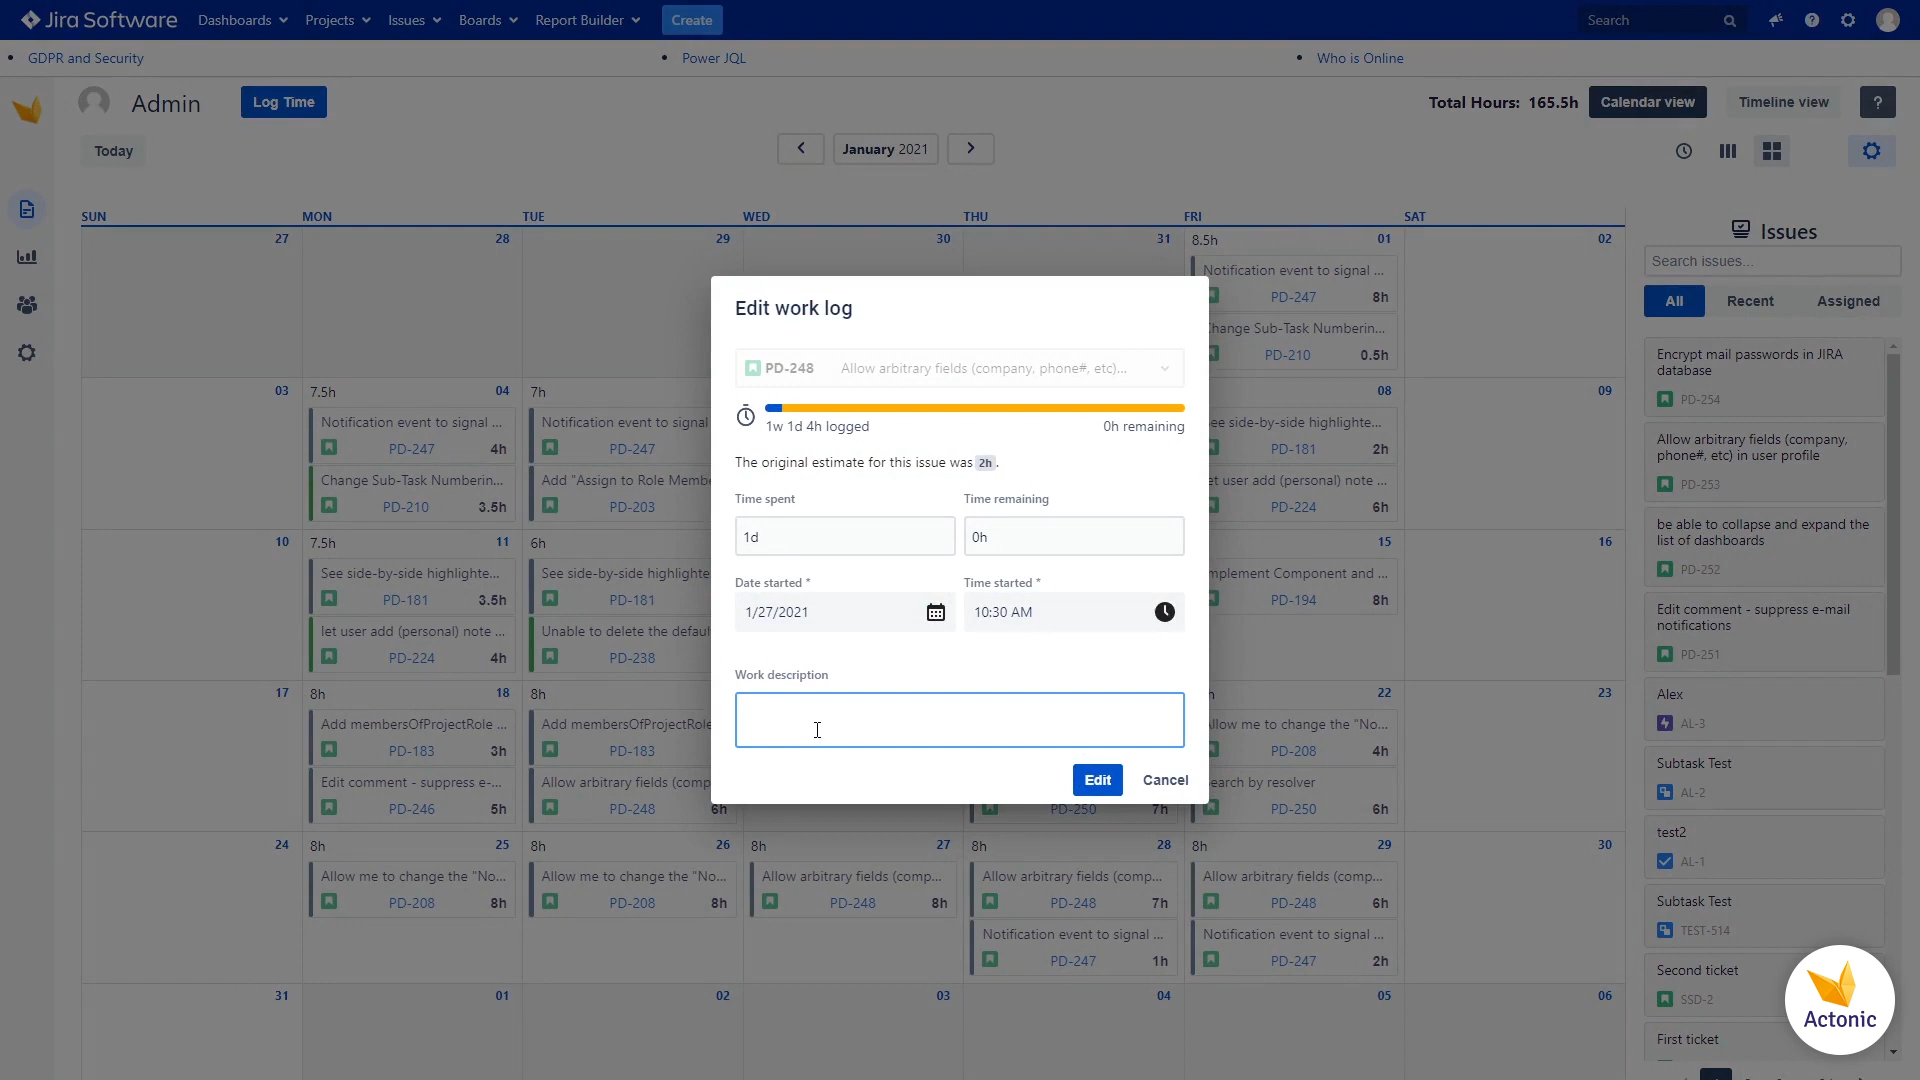 Jira Software
Dashboards
Projects
Issues
Boards
Report Builder
Create
Search
GDPR and Security
Power JQL
Who is Online
Admin
Log Time
Total Hours: 165.5h
Calendar view
Timeline view
?
Today
January 2021
SUN MON TUE WED THU FRI SAT
27 28 29 30 31 8.5h 01 02
Notification event to signal ...
PD-247 8h
Change Sub-Task Numberin...
PD-210 0.5h
03 7.5h 04 7h 08 09
Notification event to signal ...
PD-247 4h
Change Sub-Task Numberin...
PD-210 3.5h
Notification event to signal
PD-247
Add "Assign to Role Membe
PD-203
ee side-by-side highlighte...
PD-181 2h
et user add (personal) note ...
PD-224 6h
10 7.5h 11 6h 15 16
See side-by-side highlighte...
PD-181 3.5h
let user add (personal) note ...
PD-224 4h
See side-by-side highlighte
PD-181
Unable to delete the defaul
PD-238
mplement Component and ...
PD-194 8h
17 8h 18 8h 22 23
Add membersOfProjectRole ...
PD-183 3h
Edit comment - suppress e-...
PD-246 5h
Add membersOfProjectRole
PD-183
Allow arbitrary fields (comp
PD-248 6h
PD-250 7h
llow me to change the "No...
PD-208 4h
earch by resolver
PD-250 6h
24 8h 25 8h 26 8h 27 8h 28 8h 29 30
Allow me to change the "No...
PD-208 8h
Allow me to change the "No...
PD-208 8h
Allow arbitrary fields (comp...
PD-248 8h
Allow arbitrary fields (comp...
PD-248 7h
Notification event to signal ...
PD-247 1h
Allow arbitrary fields (comp...
PD-248 6h
Notification event to signal ...
PD-247 2h
31 01 02 03 04 05 06
Edit work log
PD-248 Allow arbitrary fields (company, phone#, etc)...
1w 1d 4h logged
0h remaining
The original estimate for this issue was 2h.
Time spent
Time remaining
1d
0h
Date started *
Time started *
1/27/2021
10:30 AM
Work description
Edit
Cancel
Issues
Search issues...
All
Recent
Assigned
Encrypt mail passwords in JIRA
database
PD-254
Allow arbitrary fields (company,
phone#, etc) in user profile
PD-253
be able to collapse and expand the
list of dashboards
PD-252
Edit comment - suppress e-mail
notifications
PD-251
Alex
AL-3
Subtask Test
AL-2
test2
AL-1
Subtask Test
TEST-514
Second ticket
SSD-2
First ticket
Actonic